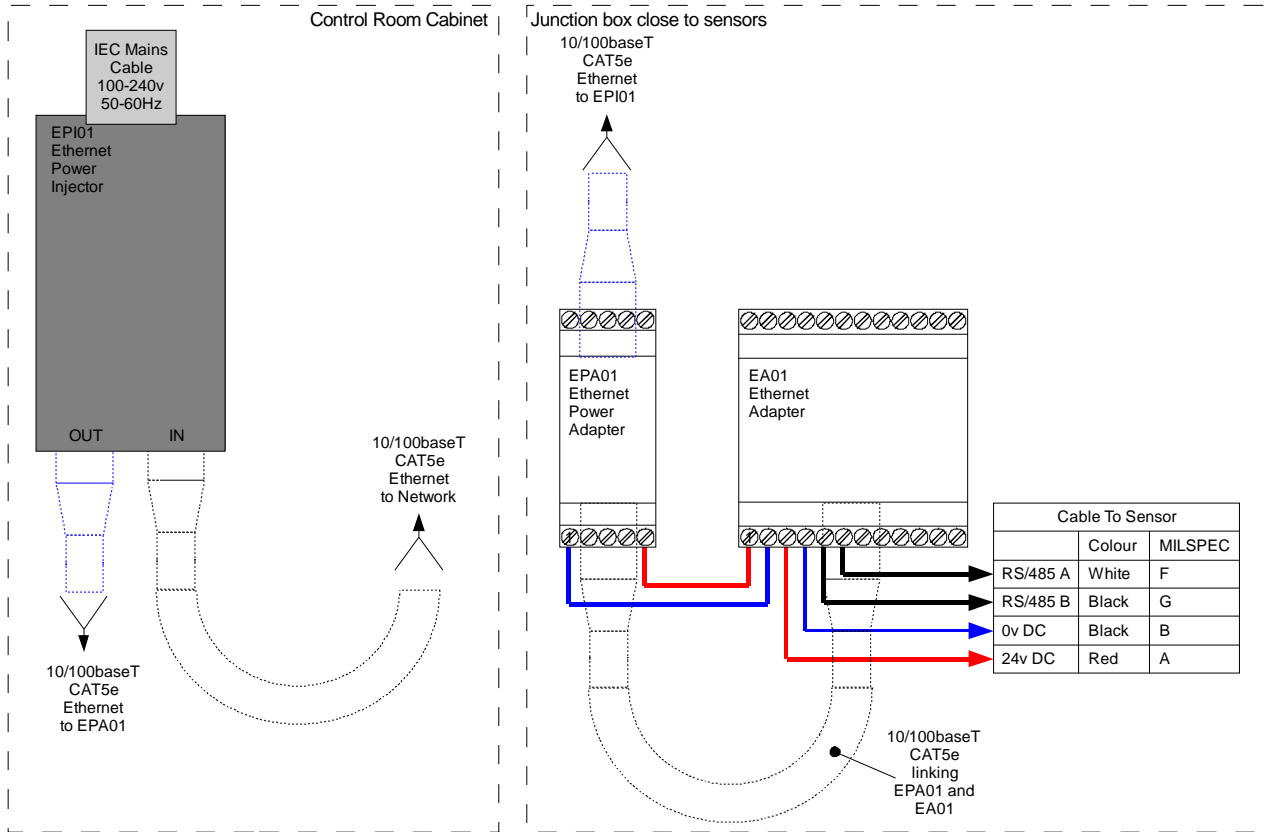 Control Room Cabinet
IEC Mains
Cable
100-240v
50-60Hz
EPI01
Ethernet
Power
Injector
OUT
IN
10/100baseT
CAT5e
Ethernet
to EPA01
10/100baseT
CAT5e
Ethernet
to Network
Junction box close to sensors
10/100baseT
CAT5e
Ethernet
to EPI01
EPA01
Ethernet
Power
Adapter
1
EA01
Ethernet
Adapter
1
Cable To Sensor
Colour MILSPEC
RS/485 A White F
RS/485 B Black G
0v DC Black B
24v DC Red A
10/100baseT
CAT5e
linking
EPA01 and
EA01